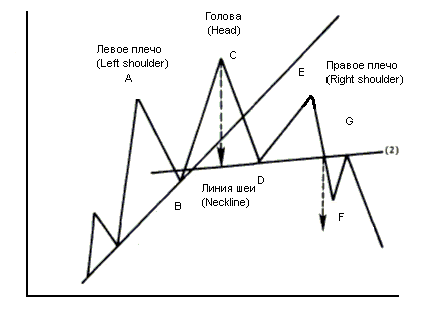 Голова
(Head)
Левое плечо
(Left shoulder)
A
C
E
Правое плечо
(Right shoulder)
G
(2)
Линия шеи
(Neckline)
B
D
F